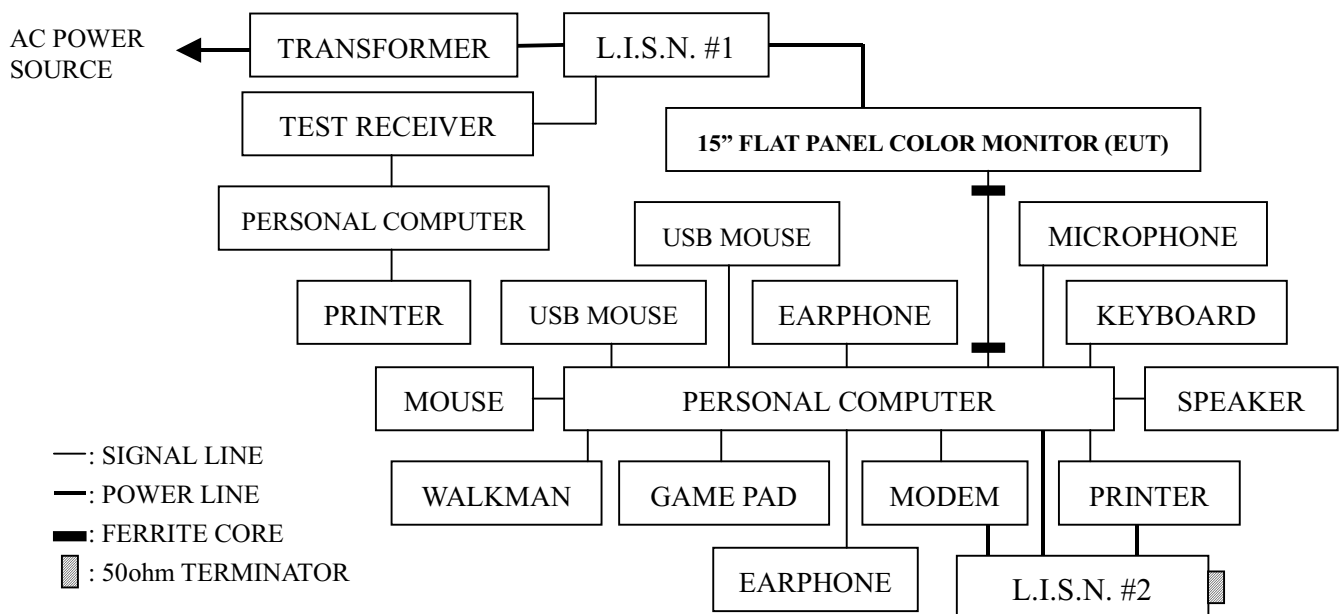 AC POWER
SOURCE
TRANSFORMER
L.I.S.N. #1
TEST RECEIVER
15” FLAT PANEL COLOR MONITOR (EUT)
PERSONAL COMPUTER
USB MOUSE
MICROPHONE
PRINTER
USB MOUSE
EARPHONE
KEYBOARD
MOUSE
PERSONAL COMPUTER
SPEAKER
: SIGNAL LINE
: POWER LINE
: FERRITE CORE
: 50ohm TERMINATOR
WALKMAN
GAME PAD
MODEM
PRINTER
EARPHONE
L.I.S.N. #2